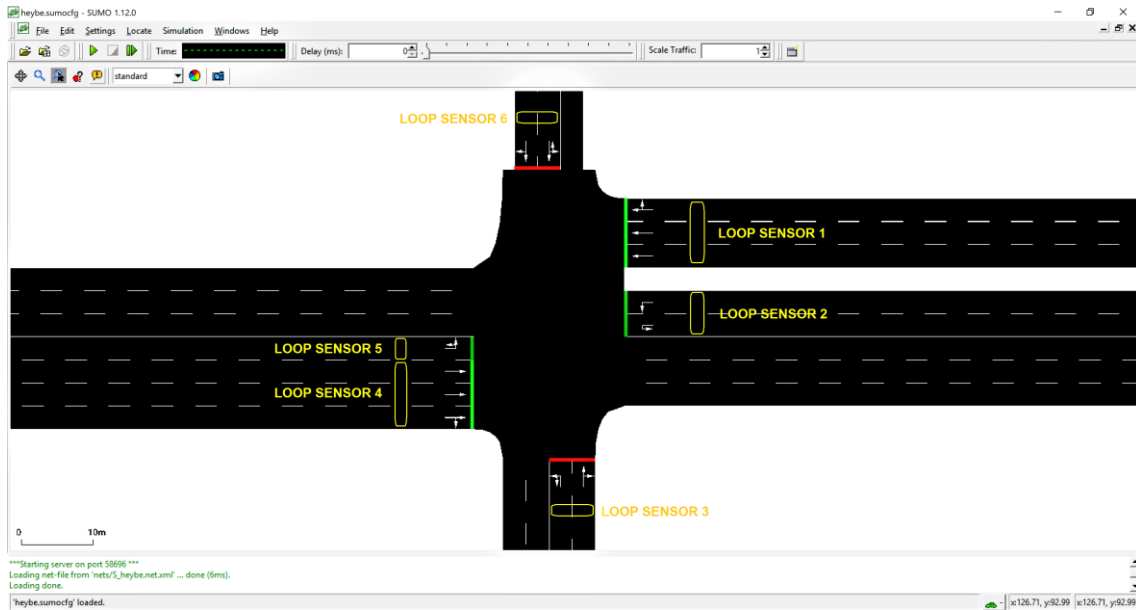 heybe.sumocfg - SUMO 1.12.0
File Edit Settings Locate Simulation Windows Help
Time: Delay (ms): 0 Scale Traffic: 1
standard
LOOP SENSOR 6
LOOP SENSOR 1
LOOP SENSOR 2
LOOP SENSOR 5
LOOP SENSOR 4
LOOP SENSOR 3
0 10m
***Starting server on port 58696 ***
Loading net-file from 'nets/5_heybe.net.xml' ... done (6ms).
Loading done.
'heybe.sumocfg' loaded. x:126.71, y:92.99 x:126.71, y:92.99